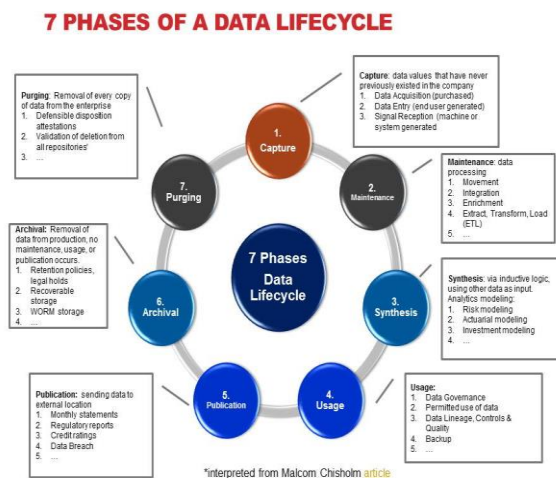 7 PHASES OF A DATA LIFECYCLE
Capture: data values that have never
previously existed in the company
1. Data Acquisition (purchased)
2. Data Entry (end user generated)
3. Signal Reception (machine or
system generated
Purging: Removal of every copy
of data from the enterprise
1. Defensible disposition
attestations
2. Validation of deletion from
all repositories'
3. ...
1.
Capture
2.
Maintenance
Maintenance: data
processing
1. Movement
2. Integration
3. Enrichment
4. Extract, Transform, Load
(ETL)
5. ...
7.
Purging
7 Phases
Data
Lifecycle
Archival: Removal of
data from production, no
maintenance, usage, or
publication occurs.
1. Retention policies,
legal holds
2. Recoverable
storage
3. WORM storage
4. ...
6.
Archival
3.
Synthesis
Synthesis: via inductive logic,
using other data as input.
Analytics modeling:
1. Risk modeling
2. Actuarial modeling
3. Investment modeling
4. ...
5.
Publication
4.
Usage
Publication: sending data to
external location
1. Monthly statements
2. Regulatory reports
3. Credit ratings
4. Data Breach
5. ...
Usage:
1. Data Governance
2. Permitted use of data
3. Data Lineage, Controls &
Quality
4. Backup
5. ...
*interpreted from Malcom Chisholm article